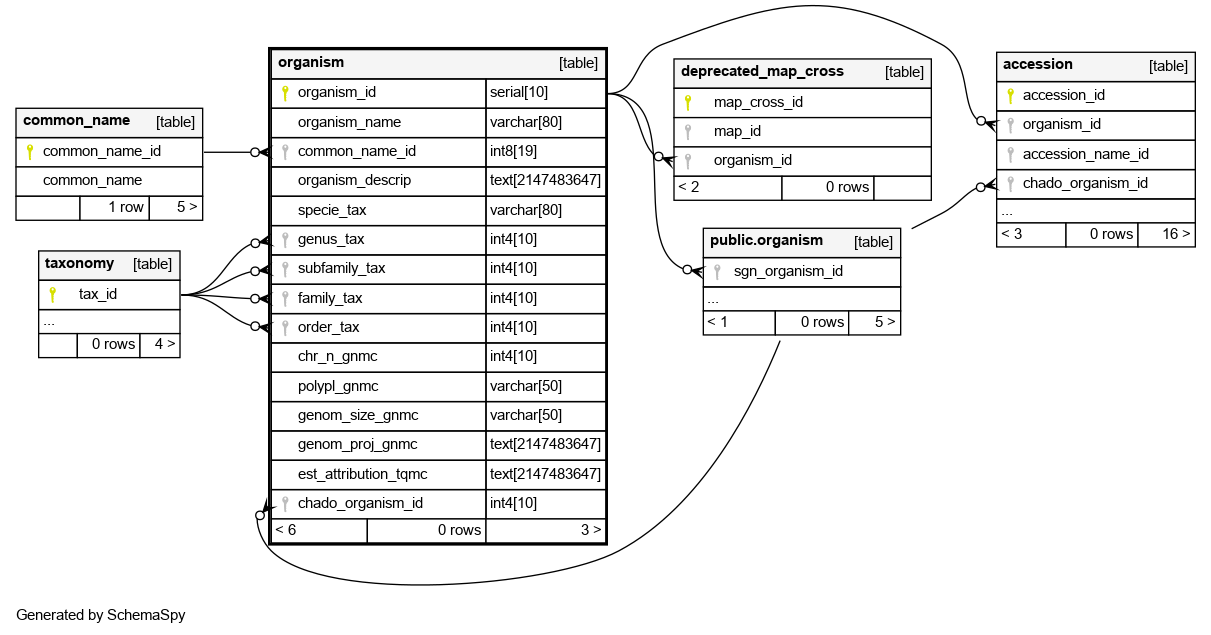 common_name [table]
common_name_id
common_name
1 row 5 >
taxonomy [table]
tax_id
...
0 rows 4 >
organism [table]
organism_id serial[10]
organism_name varchar[80]
common_name_id int8[19]
organism_descrip text[2147483647]
specie_tax varchar[80]
genus_tax int4[10]
subfamily_tax int4[10]
family_tax int4[10]
order_tax int4[10]
chr_n_gnmc int4[10]
polypl_gnmc varchar[50]
genom_size_gnmc varchar[50]
genom_proj_gnmc text[2147483647]
est_attribution_tqmc text[2147483647]
chado_organism_id int4[10]
< 6 0 rows 3 >
deprecated_map_cross [table]
map_cross_id
map_id
organism_id
< 2 0 rows
public.organism [table]
sgn_organism_id
...
< 1 0 rows 5 >
accession [table]
accession_id
organism_id
accession_name_id
chado_organism_id
...
< 3 0 rows 16 >
Generated by SchemaSpy